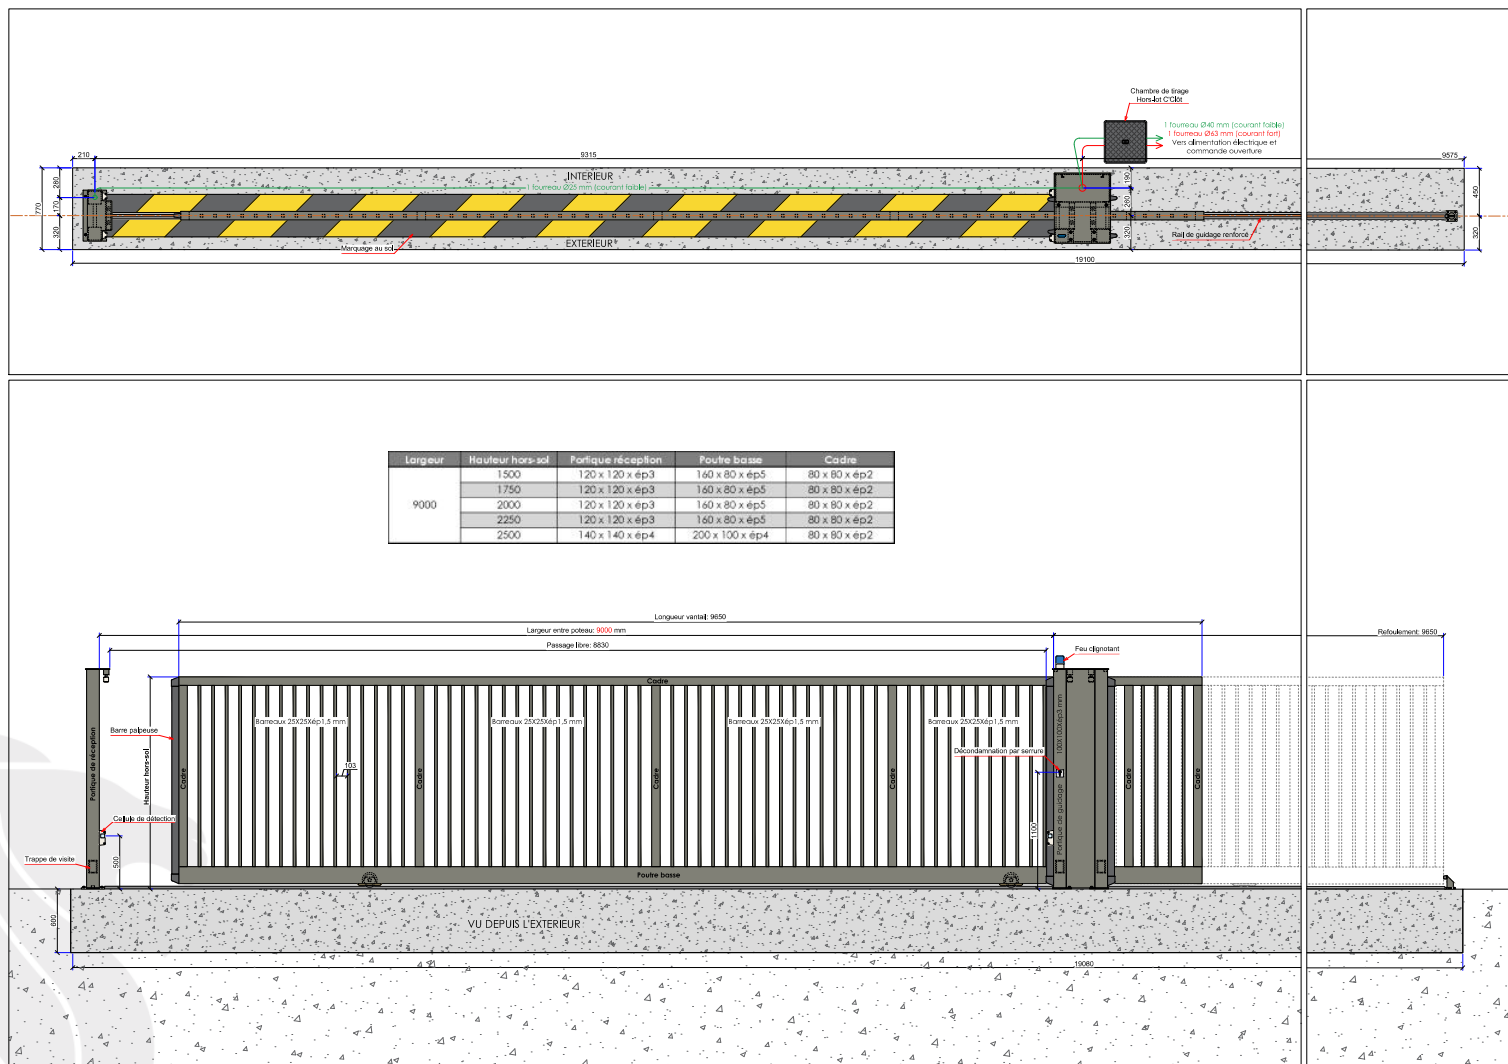 Chambre de tirage
Hors-lot C'Clôt
1 fourreau Ø40 mm (courant faible)
1 fourreau Ø63 mm (courant fort)
Vers alimentation électrique et
commande ouverture
210
9315
9575
INTERIEUR
1 fourreau Ø25 mm (courant faible)
280
170
320
770
190
280
320
450
320
EXTERIEUR
Marquage au sol
Rail de guidage renforcé
19100
Largeur Hauteur hors-sol Portique réception Poutre basse Cadre
9000
1500 120 x 120 x ép3 160 x 80 x ép5 80 x 80 x ép2
1750 120 x 120 x ép3 160 x 80 x ép5 80 x 80 x ép2
2000 120 x 120 x ép3 160 x 80 x ép5 80 x 80 x ép2
2250 120 x 120 x ép3 160 x 80 x ép5 80 x 80 x ép2
2500 140 x 140 x ép4 200 x 100 x ép4 80 x 80 x ép2
Longueur vantail: 9650
Largeur entre poteau: 9000 mm
Refoulement: 9650
Passage libre: 8830
Feu clignotant
Cadre
Barreaux 25X25Xép1,5 mm
Barreaux 25X25Xép1,5 mm
Barreaux 25X25Xép1,5 mm
Barreaux 25X25Xép1,5 mm
Barre palpeuse
Décondamnation par serrure
103
Portique de réception
Hauteur hors-sol
Cadre
Cadre
Cadre
Cadre
Portique de guidage 100X100Xép3 mm
Cadre
Cadre
Cellule de détection
1100
Trappe de visite
500
Poutre basse
600
VU DEPUIS L'EXTERIEUR
21
19080